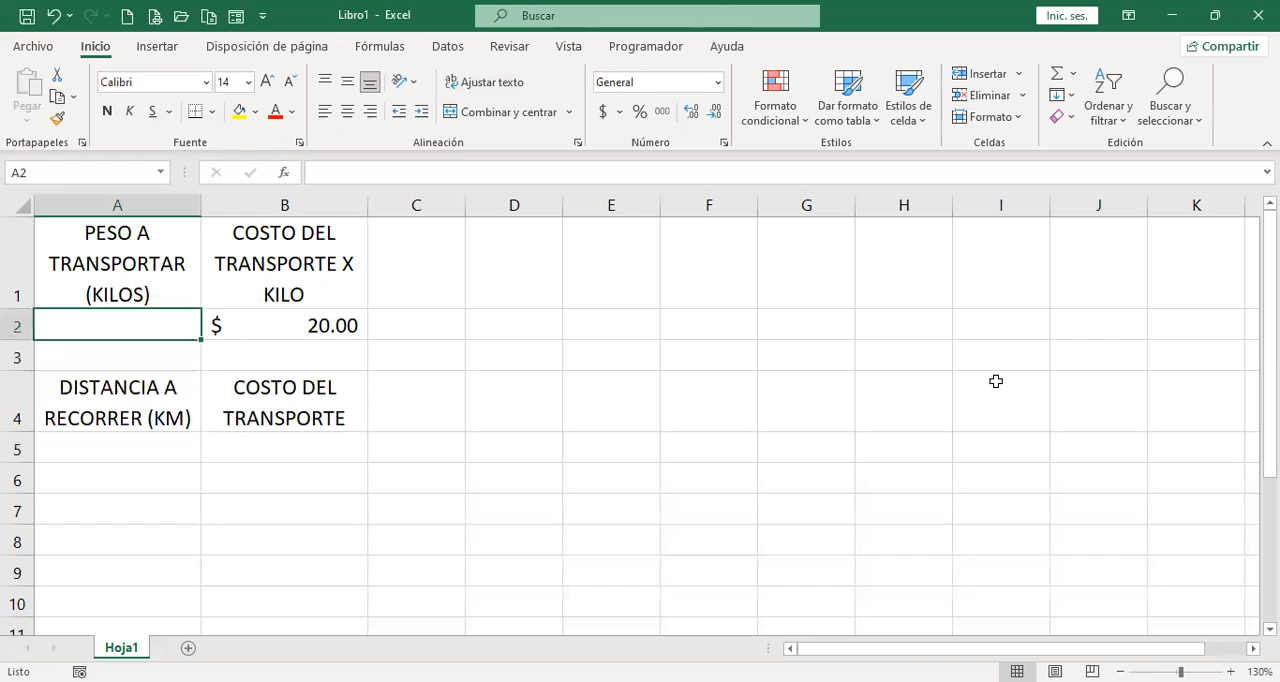 Libro1 - Excel
Buscar
Inic. ses.
Archivo Inicio Insertar Disposición de página Fórmulas Datos Revisar Vista Programador Ayuda
Compartir
Pegar
Portapapeles
Calibri 14
N K S
Fuente
Ajustar texto
Combinar y centrar
Alineación
General
$ % 000
Número
Formato condicional
Dar formato como tabla
Estilos de celda
Estilos
Insertar
Eliminar
Formato
Celdas
Ordenar y filtrar
Buscar y seleccionar
Edición
A2 fx
A B C D E F G H I J K
PESO A
TRANSPORTAR
(KILOS)
COSTO DEL
TRANSPORTE X
KILO
1
2 $ 20.00
3
DISTANCIA A
RECORRER (KM)
COSTO DEL
TRANSPORTE
4
5
6
7
8
9
10
11
Hoja1
Listo
130%